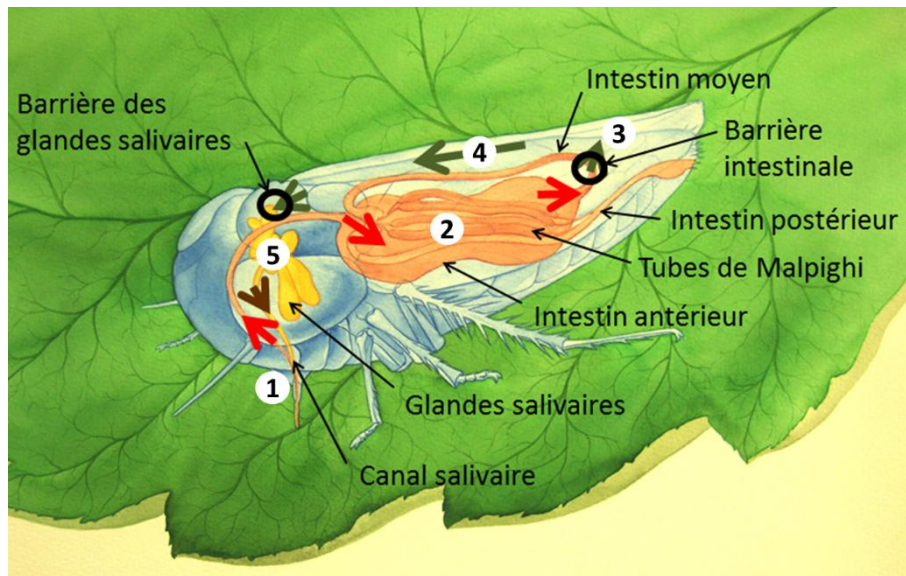 Intestin moyen
Barrière des
glandes salivaires
3
Barrière
intestinale
4
Intestin postérieur
2
5
Tubes de Malpighi
Intestin antérieur
1
Glandes salivaires
Canal salivaire